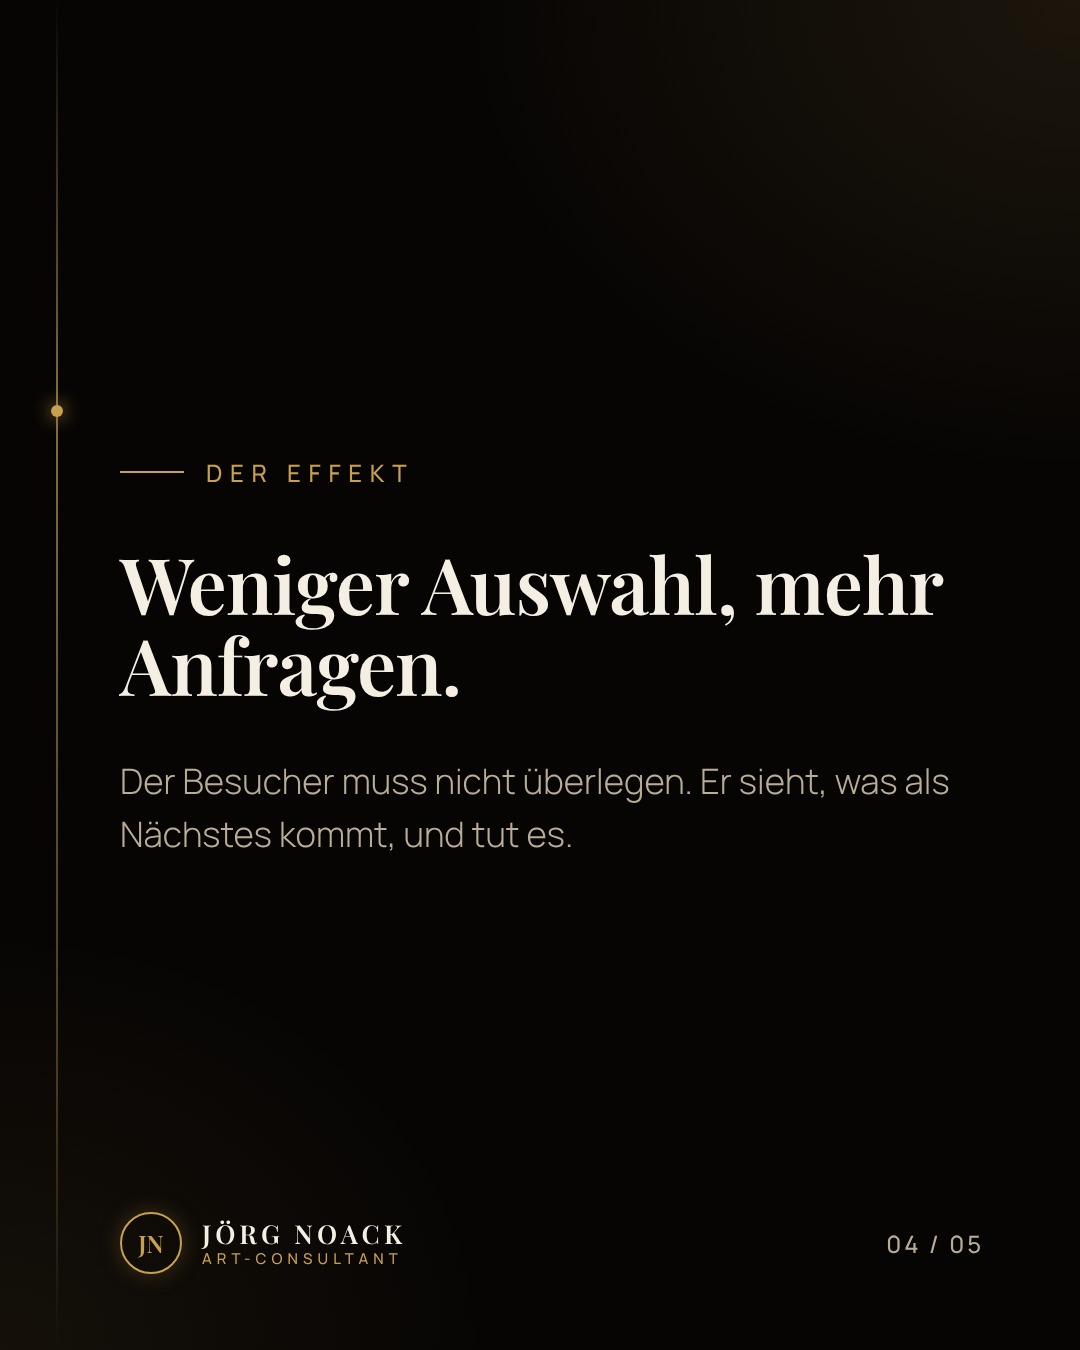 DER EFFEKT
Weniger Auswahl, mehr
Anfragen.
Der Besucher muss nicht überlegen. Er sieht, was als
Nächstes kommt, und tut es.
JN
JÖRG NOACK
ART-CONSULTANT
04 / 05